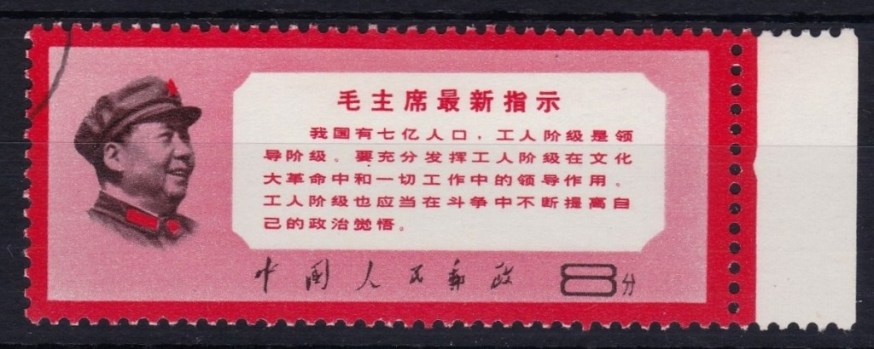 毛主席最新指示
我国有七亿人口，工人阶级是领
导阶级。要充分发挥工人阶级在文化
大革命中和一切工作中的领导作用。
工人阶级也应当在斗争中不断提高自
己的政治觉悟。
中国人民邮政 8分